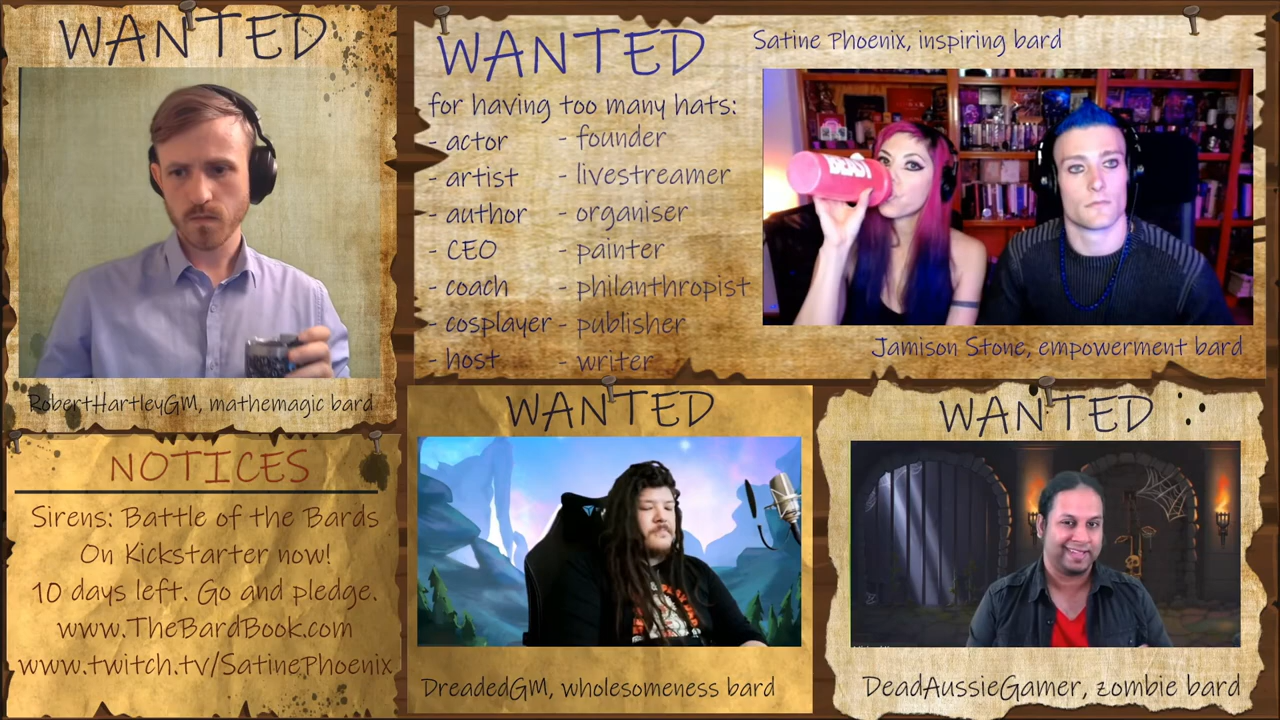 WANTED
RobertHartleyGM, mathemagic bard
NOTICES
Sirens: Battle of the Bards
On Kickstarter now!
10 days left. Go and pledge.
www.TheBardBook.com
www.twitch.tv/SatinePhoenix
WANTED
for having too many hats:
- actor
- artist
- author
- CEO
- coach
- cosplayer
- host
- founder
- livestreamer
- organiser
- painter
- philanthropist
- publisher
- writer
Satine Phoenix, inspiring bard
BEAST
Jamison Stone, empowerment bard
WANTED
DreadedGM, wholesomeness bard
WANTED
DeadAussieGamer, zombie bard